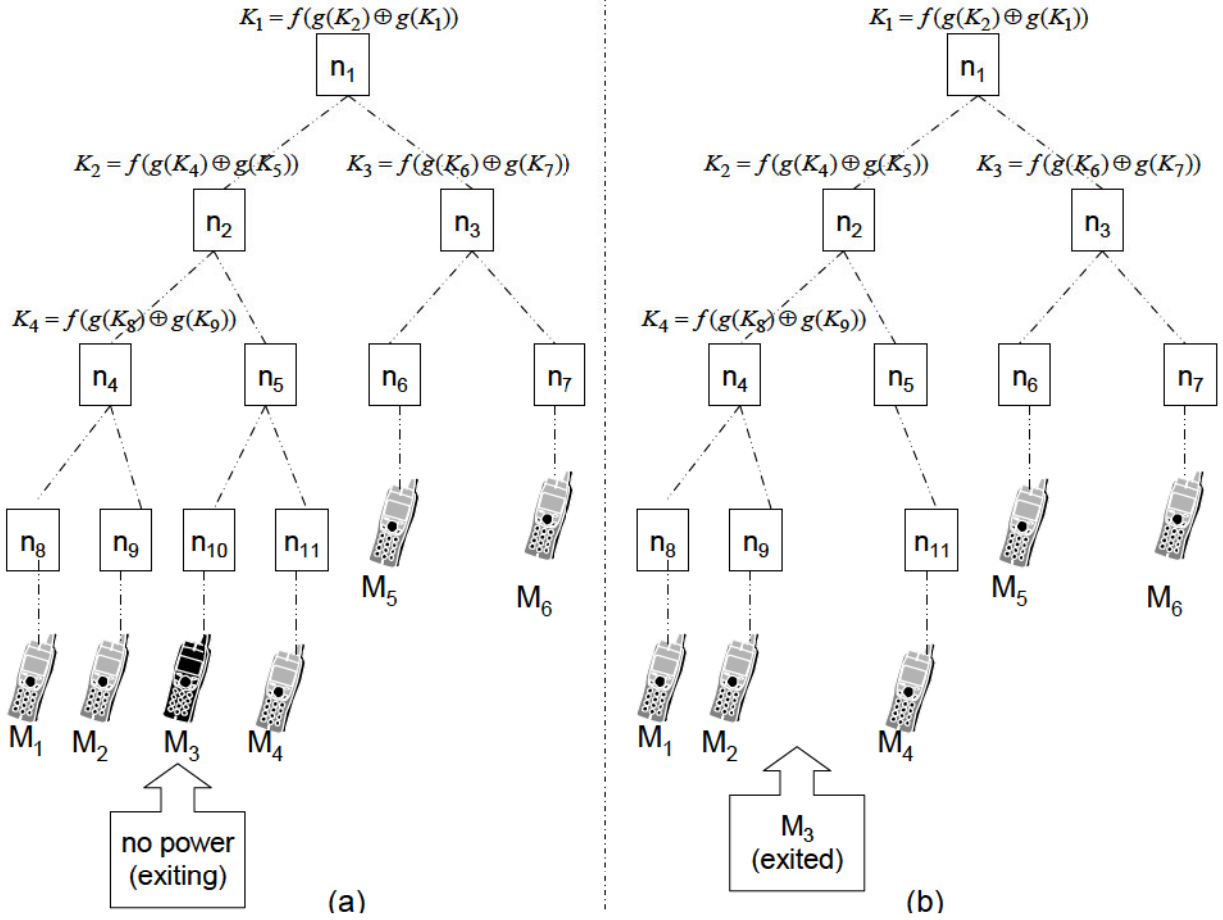 K₁ = f(g(K₂) ⊕ g(K₁))
n₁
K₂ = f(g(K₄) ⊕ g(K₅))
K₃ = f(g(K₆) ⊕ g(K₇))
n₂
n₃
K₄ = f(g(K₈) ⊕ g(K₉))
n₄
n₅
n₆
n₇
n₈
n₉
n₁₀
n₁₁
M₅
M₆
M₁
M₂
M₃
M₄
no power
(exiting)
(a)
K₁ = f(g(K₂) ⊕ g(K₁))
n₁
K₂ = f(g(K₄) ⊕ g(K₅))
K₃ = f(g(K₆) ⊕ g(K₇))
n₂
n₃
K₄ = f(g(K₈) ⊕ g(K₉))
n₄
n₅
n₆
n₇
n₈
n₉
n₁₁
M₅
M₆
M₁
M₂
M₄
M₃
(exited)
(b)